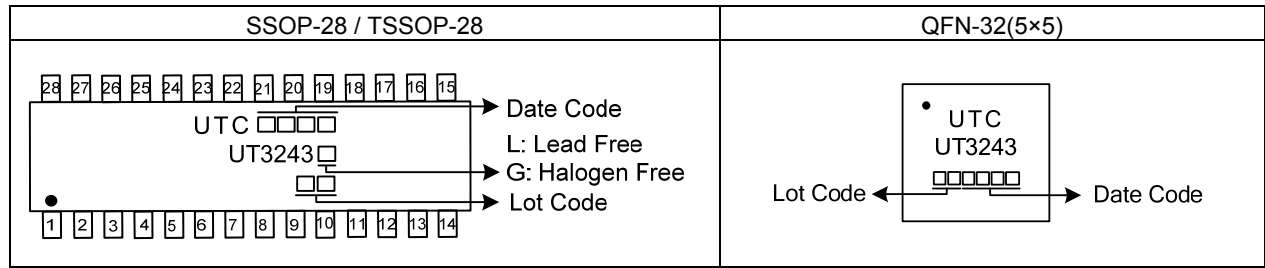 SSOP-28 / TSSOP-28
QFN-32(5×5)
28 27 26 25 24 23 22 21 20 19 18 17 16 15
UTC □□□□
Date Code
L: Lead Free
UT3243□
G: Halogen Free
□□
Lot Code
1 2 3 4 5 6 7 8 9 10 11 12 13 14
UTC
UT3243
□□□□□□
Lot Code
Date Code